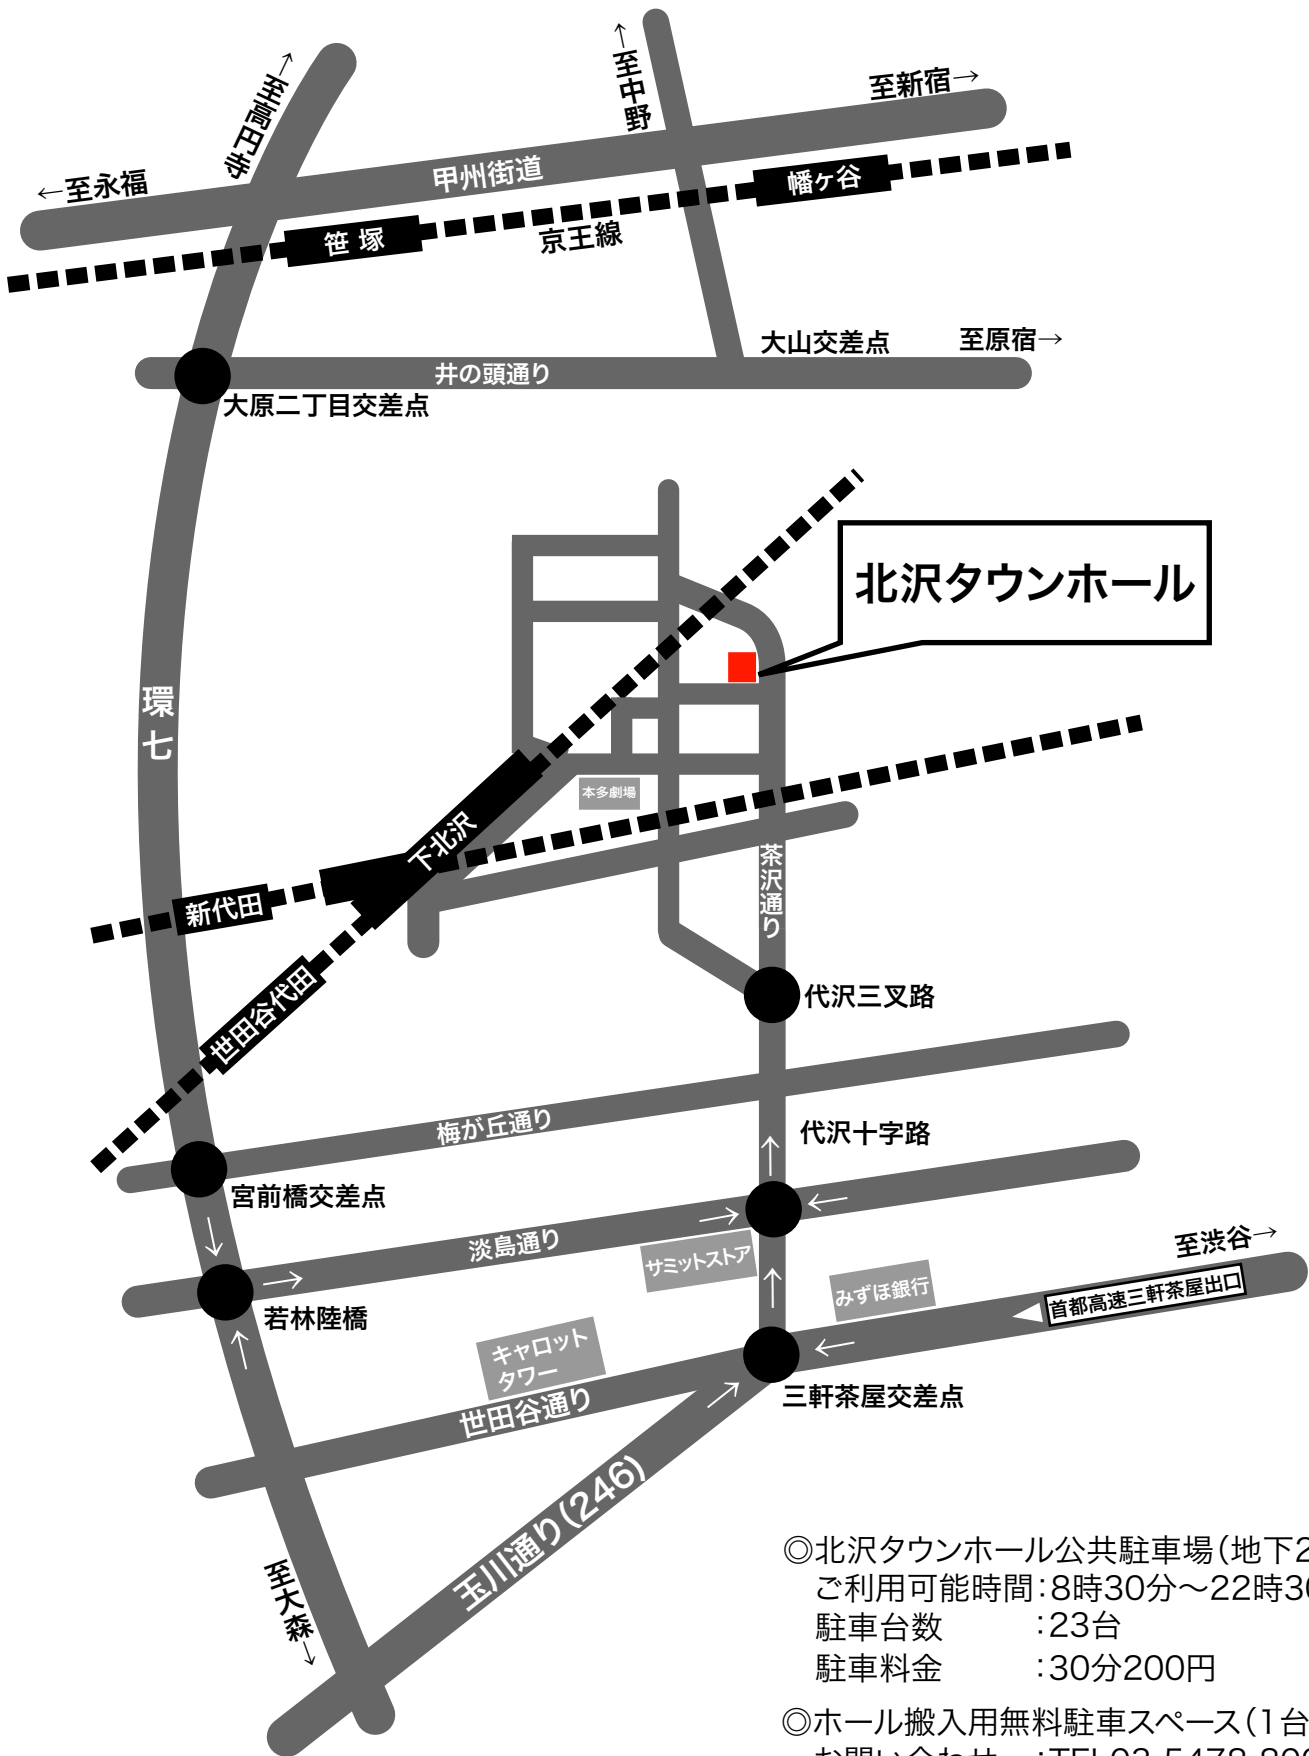 ←至高円寺
←至中野
至新宿→
←至永福
甲州街道
幡ヶ谷
笹塚
京王線
大山交差点
至原宿→
井の頭通り
大原二丁目交差点
北沢タウンホール
環七
本多劇場
下北沢
茶沢通り
新代田
世田谷代田
代沢三叉路
梅が丘通り
代沢十字路
宮前橋交差点
淡島通り
サミットストア
至渋谷→
みずほ銀行
首都高速三軒茶屋出口
若林陸橋
キャロット
タワー
三軒茶屋交差点
世田谷通り
玉川通り(246)
至大森→
◎北沢タウンホール公共駐車場(地下2
ご利用可能時間:8時30分～22時30
駐車台数 :23台
駐車料金 :30分200円
◎ホール搬入用無料駐車スペース(1台
お問い合わせ :TEL03-5478-800